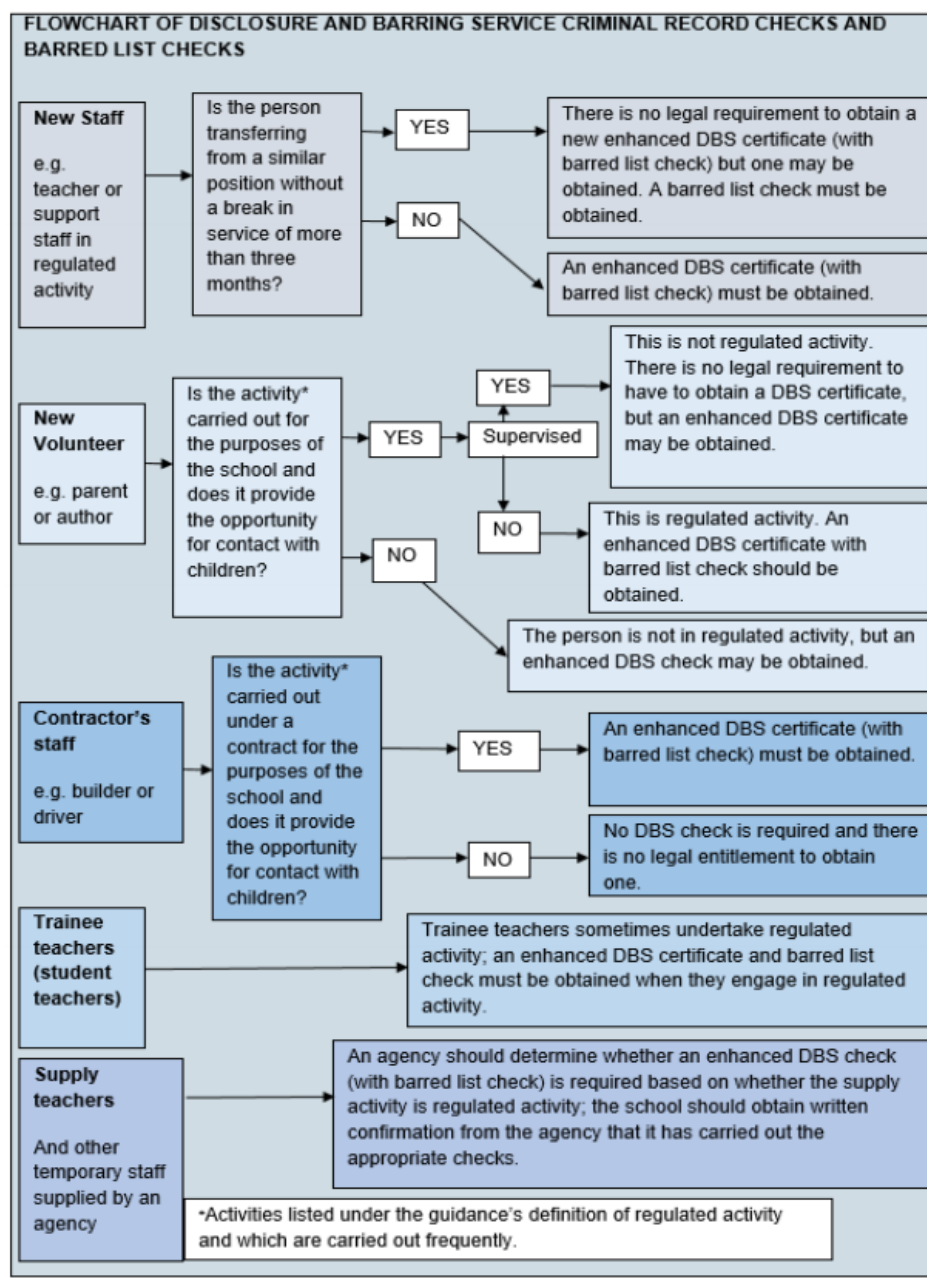 FLOWCHART OF DISCLOSURE AND BARRING SERVICE CRIMINAL RECORD CHECKS AND
BARRED LIST CHECKS
New Staff
e.g.
teacher or
support
staff in
regulated
activity
Is the person
transferring
from a similar
position without
a break in
service of more
than three
months?
YES
There is no legal requirement to obtain a
new enhanced DBS certificate (with
barred list check) but one may be
obtained. A barred list check must be
obtained.
NO
An enhanced DBS certificate (with
barred list check) must be obtained.
New
Volunteer
e.g. parent
or author
Is the activity*
carried out for
the purposes of
the school and
does it provide
the opportunity
for contact with
children?
YES
Supervised
YES
This is not regulated activity.
There is no legal requirement to
have to obtain a DBS certificate,
but an enhanced DBS certificate
may be obtained.
NO
This is regulated activity. An
enhanced DBS certificate with
barred list check should be
obtained.
NO
The person is not in regulated activity, but an
enhanced DBS check may be obtained.
Contractor's
staff
e.g. builder or
driver
Is the activity*
carried out
under a
contract for the
purposes of the
school and
does it provide
the opportunity
for contact with
children?
YES
An enhanced DBS certificate (with
barred list check) must be obtained.
NO
No DBS check is required and there
is no legal entitlement to obtain
one.
Trainee
teachers
(student
teachers)
Trainee teachers sometimes undertake regulated
activity; an enhanced DBS certificate and barred list
check must be obtained when they engage in regulated
activity.
Supply
teachers
And other
temporary staff
supplied by an
agency
An agency should determine whether an enhanced DBS check
(with barred list check) is required based on whether the supply
activity is regulated activity; the school should obtain written
confirmation from the agency that it has carried out the
appropriate checks.
*Activities listed under the guidance's definition of regulated activity
and which are carried out frequently.